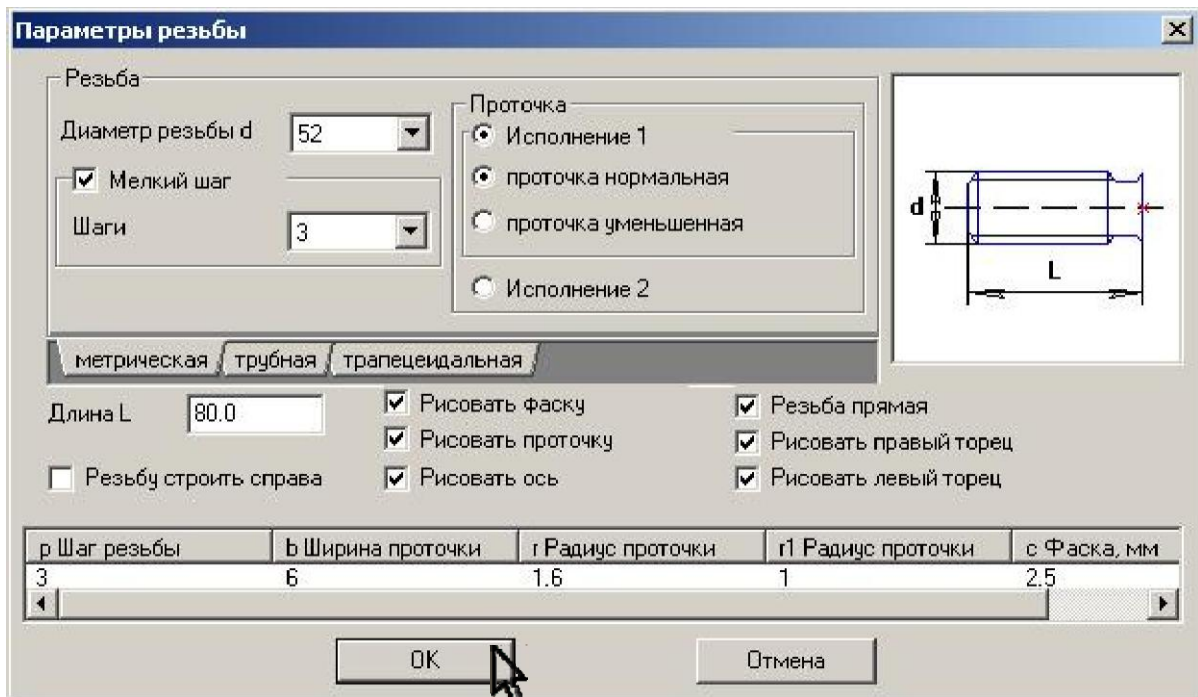 Параметры резьбы
Резьба
Диаметр резьбы d 52
Мелкий шаг
Шаги 3
Проточка
Исполнение 1
проточка нормальная
проточка уменьшенная
Исполнение 2
d
L
метрическая трубная трапецеидальная
Длина L 80.0
Резьбу строить справа
Рисовать фаску
Рисовать проточку
Рисовать ось
Резьба прямая
Рисовать правый торец
Рисовать левый торец
p Шаг резьбы b Ширина проточки r Радиус проточки r1 Радиус проточки c Фаска, мм
3 6 1.6 1 2.5
OK Отмена